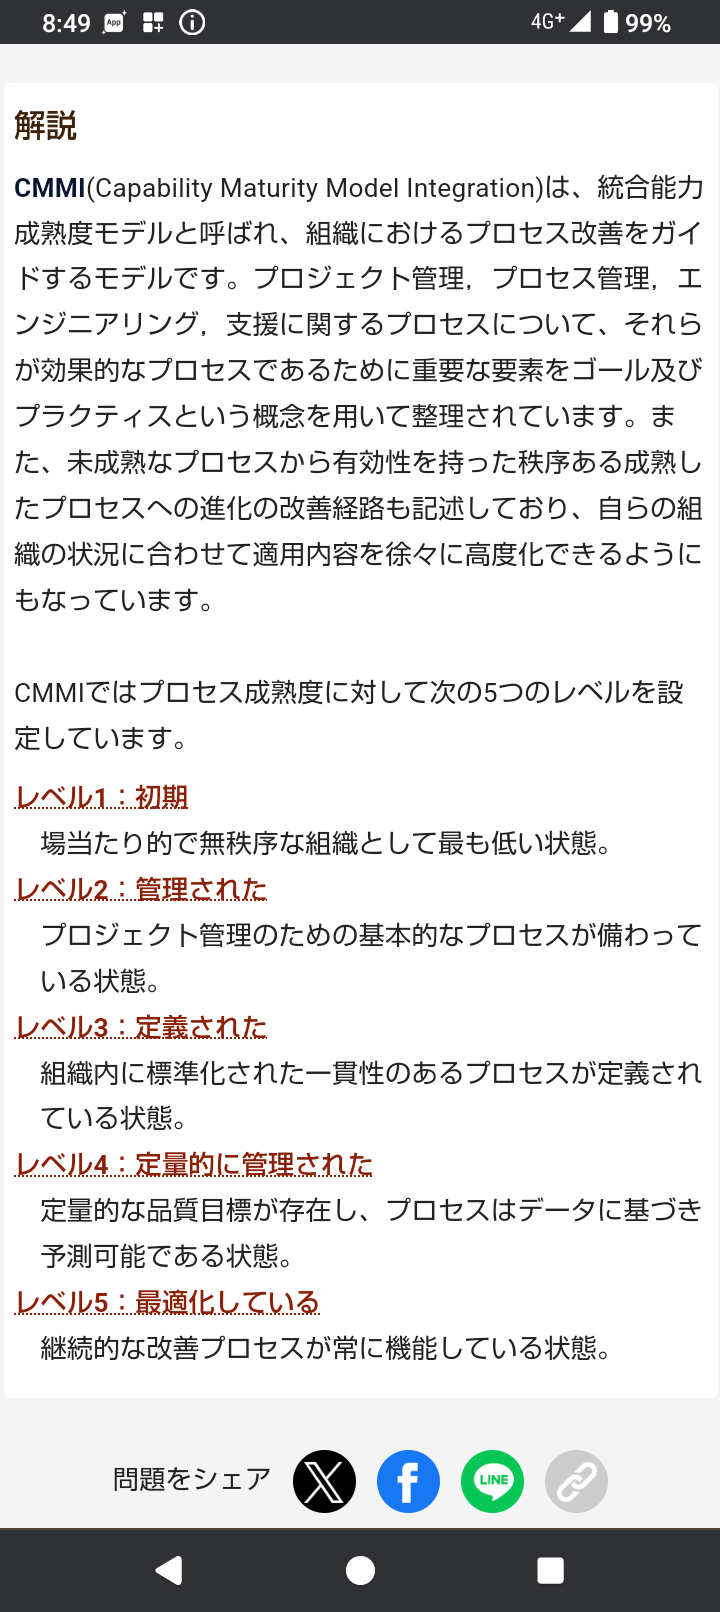 8:49 App 4G+ 99%
解説
CMMI(Capability Maturity Model Integration)は、統合能力
成熟度モデルと呼ばれ、組織におけるプロセス改善をガイ
ドするモデルです。プロジェクト管理，プロセス管理，エ
ンジニアリング，支援に関するプロセスについて、それら
が効果的なプロセスであるために重要な要素をゴール及び
プラクティスという概念を用いて整理されています。ま
た、未成熟なプロセスから有効性を持った秩序ある成熟し
たプロセスへの進化の改善経路も記述しており、自らの組
織の状況に合わせて適用内容を徐々に高度化できるように
もなっています。
CMMIではプロセス成熟度に対して次の5つのレベルを設
定しています。
レベル1：初期
場当たり的で無秩序な組織として最も低い状態。
レベル2：管理された
プロジェクト管理のための基本的なプロセスが備わって
いる状態。
レベル3：定義された
組織内に標準化された一貫性のあるプロセスが定義され
ている状態。
レベル4：定量的に管理された
定量的な品質目標が存在し、プロセスはデータに基づき
予測可能である状態。
レベル5：最適化している
継続的な改善プロセスが常に機能している状態。
問題をシェア LINE